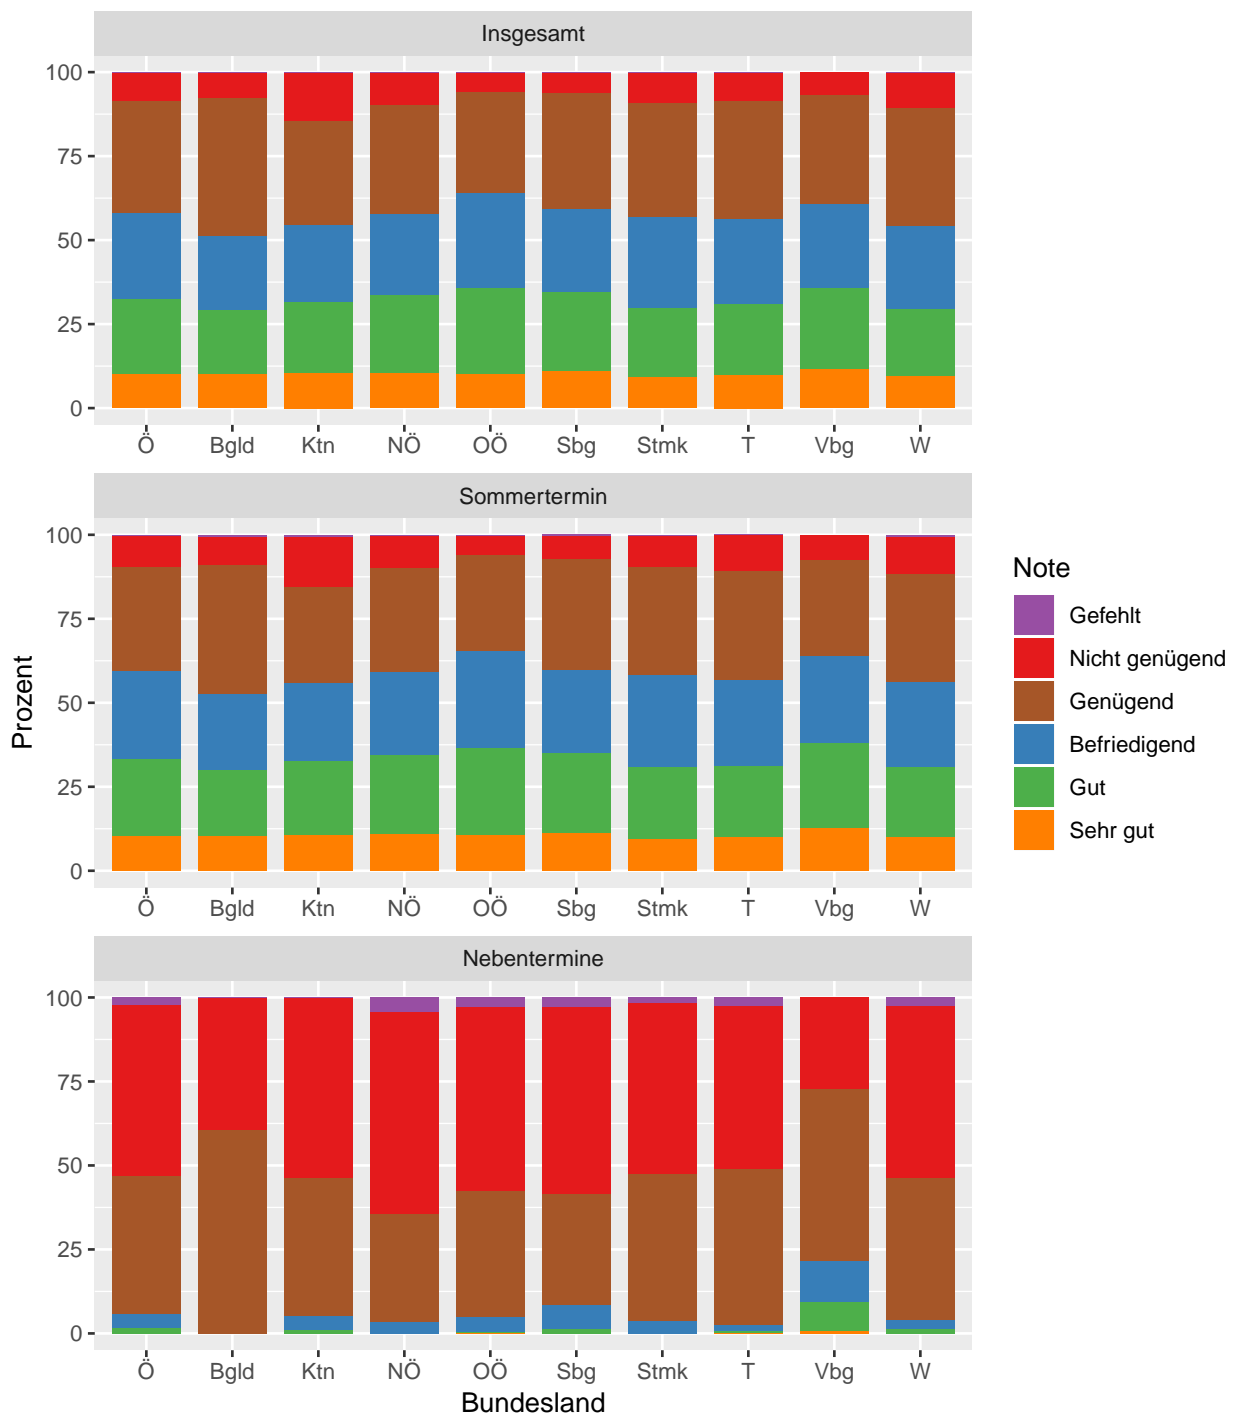 Insgesamt
100
75
50
25
0
Ö Bgld Ktn NÖ OÖ Sbg Stmk T Vbg W
Sommertermin
100
75
50
25
0
Ö Bgld Ktn NÖ OÖ Sbg Stmk T Vbg W
Nebentermine
100
75
50
25
0
Ö Bgld Ktn NÖ OÖ Sbg Stmk T Vbg W
Bundesland
Prozent
Note
Gefehlt
Nicht genügend
Genügend
Befriedigend
Gut
Sehr gut